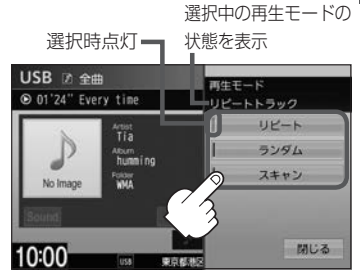 選択中の再生モードの
状態を表示
選択時点灯
USB 全曲
01'24" Every time
Artist
Tia
Album
humming
Folder
WMA
No Image
Sound
10:00
USB
東京都港区
再生モード
リピートトラック
リピート
ランダム
スキャン
閉じる